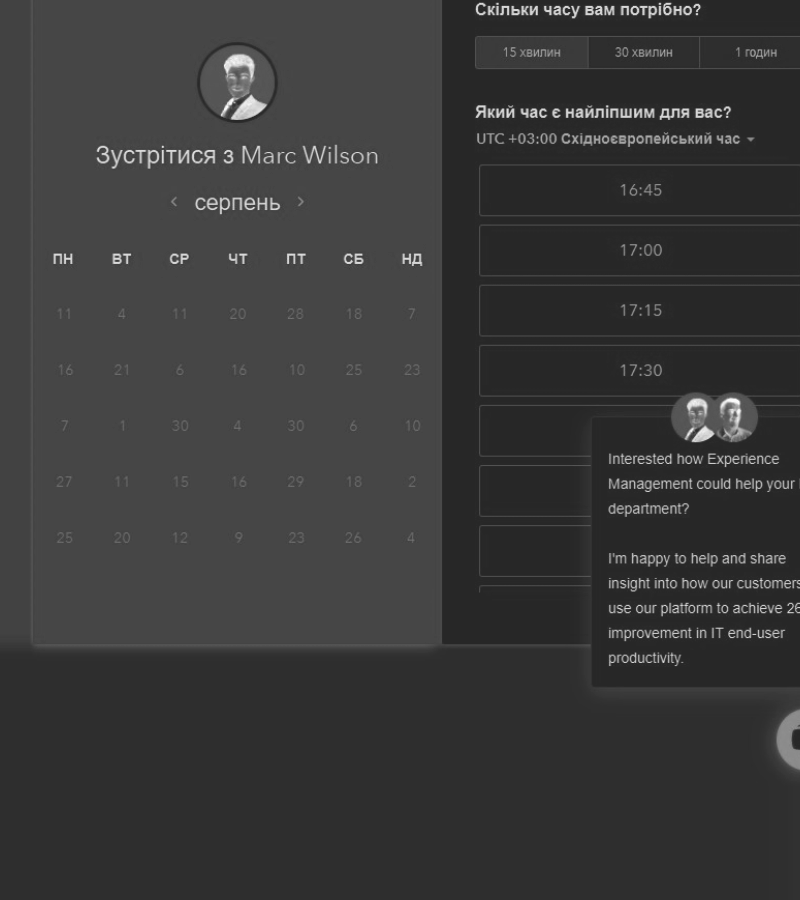 Скільки часу вам потрібно?
15 хвилин 30 хвилин 1 годин
Який час є найліпшим для вас?
UTC +03:00 Східноєвропейський час
16:45
17:00
17:15
17:30
Зустрітися з Marc Wilson
серпень
ПН ВТ СР ЧТ ПТ СБ НД
11 4 11 20 28 18 7
16 21 6 16 10 25 23
7 1 30 4 30 6 10
27 11 15 16 29 18 2
25 20 12 9 23 26 4
Interested how Experience
Management could help your
department?
I'm happy to help and share
insight into how our customers
use our platform to achieve 26
improvement in IT end-user
productivity.